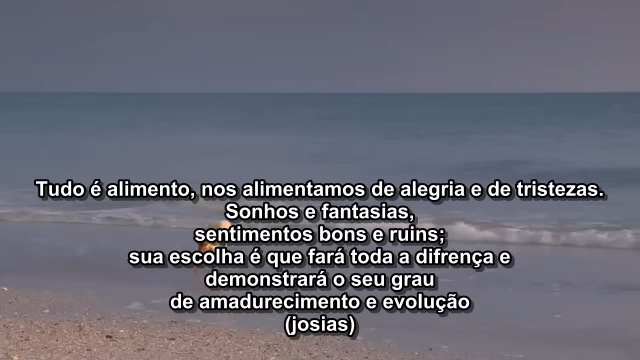 Tudo é alimento, nos alimentamos de alegria e de tristezas.
Sonhos e fantasias,
sentimentos bons e ruins;
sua escolha é que fará toda a difrença e
demonstrará o seu grau
de amadurecimento e evolução
(josias)